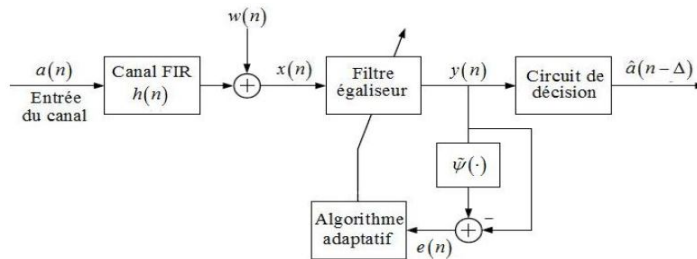 w(n)
a(n)
Entrée
du canal
Canal FIR
h(n)
+
x(n)
Filtre
égaliseur
y(n)
Circuit de
décision
â(n−Δ)
ψ̃(·)
Algorithme
adaptatif
e(n)
+
−